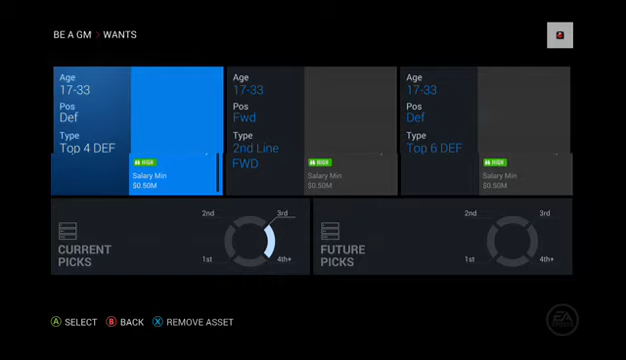 BE A GM > WANTS
Age
17-33
Pos
Def
Type
Top 4 DEF
HIGH
Salary Min
$0.50M
Age
17-33
Pos
Fwd
Type
2nd Line
FWD
HIGH
Salary Min
$0.50M
Age
17-33
Pos
Def
Type
Top 6 DEF
HIGH
Salary Min
$0.50M
CURRENT
PICKS
2nd
3rd
1st
4th+
FUTURE
PICKS
2nd
3rd
1st
4th+
A SELECT B BACK X REMOVE ASSET
EA
SPORTS